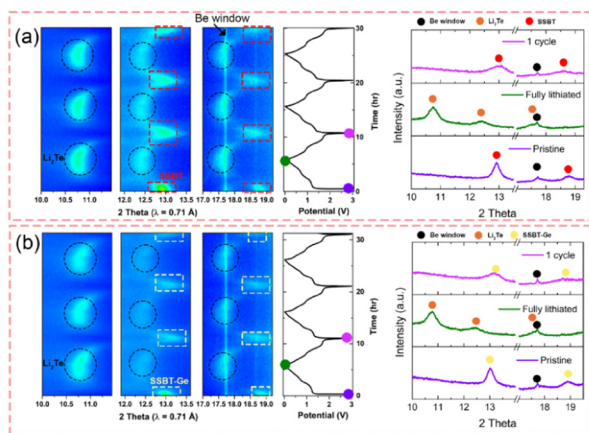 (a)
Be window
Li2Te
SSBT
10.0 10.5 11.0
12.0 12.5 13.0 13.5
17.0 17.5 18.0 18.5 19.0
0 1 2 3
0
10
20
30
Time (hr)
2 Theta (λ = 0.71 Å)
Potential (V)
Be window Li2Te SSBT
1 cycle
Fully lithiated
Pristine
Intensity (a.u.)
10 11 12 13 18 19
2 Theta
(b)
Li2Te
SSBT-Ge
10.0 10.5 11.0
12.0 12.5 13.0 13.5
17.0 17.5 18.0 18.5 19.0
0 1 2 3
0
10
20
30
Time (hr)
2 Theta (λ = 0.71 Å)
Potential (V)
Be window Li2Te SSBT-Ge
1 cycle
Fully lithiated
Pristine
Intensity (a.u.)
10 11 12 13 18 19
2 Theta